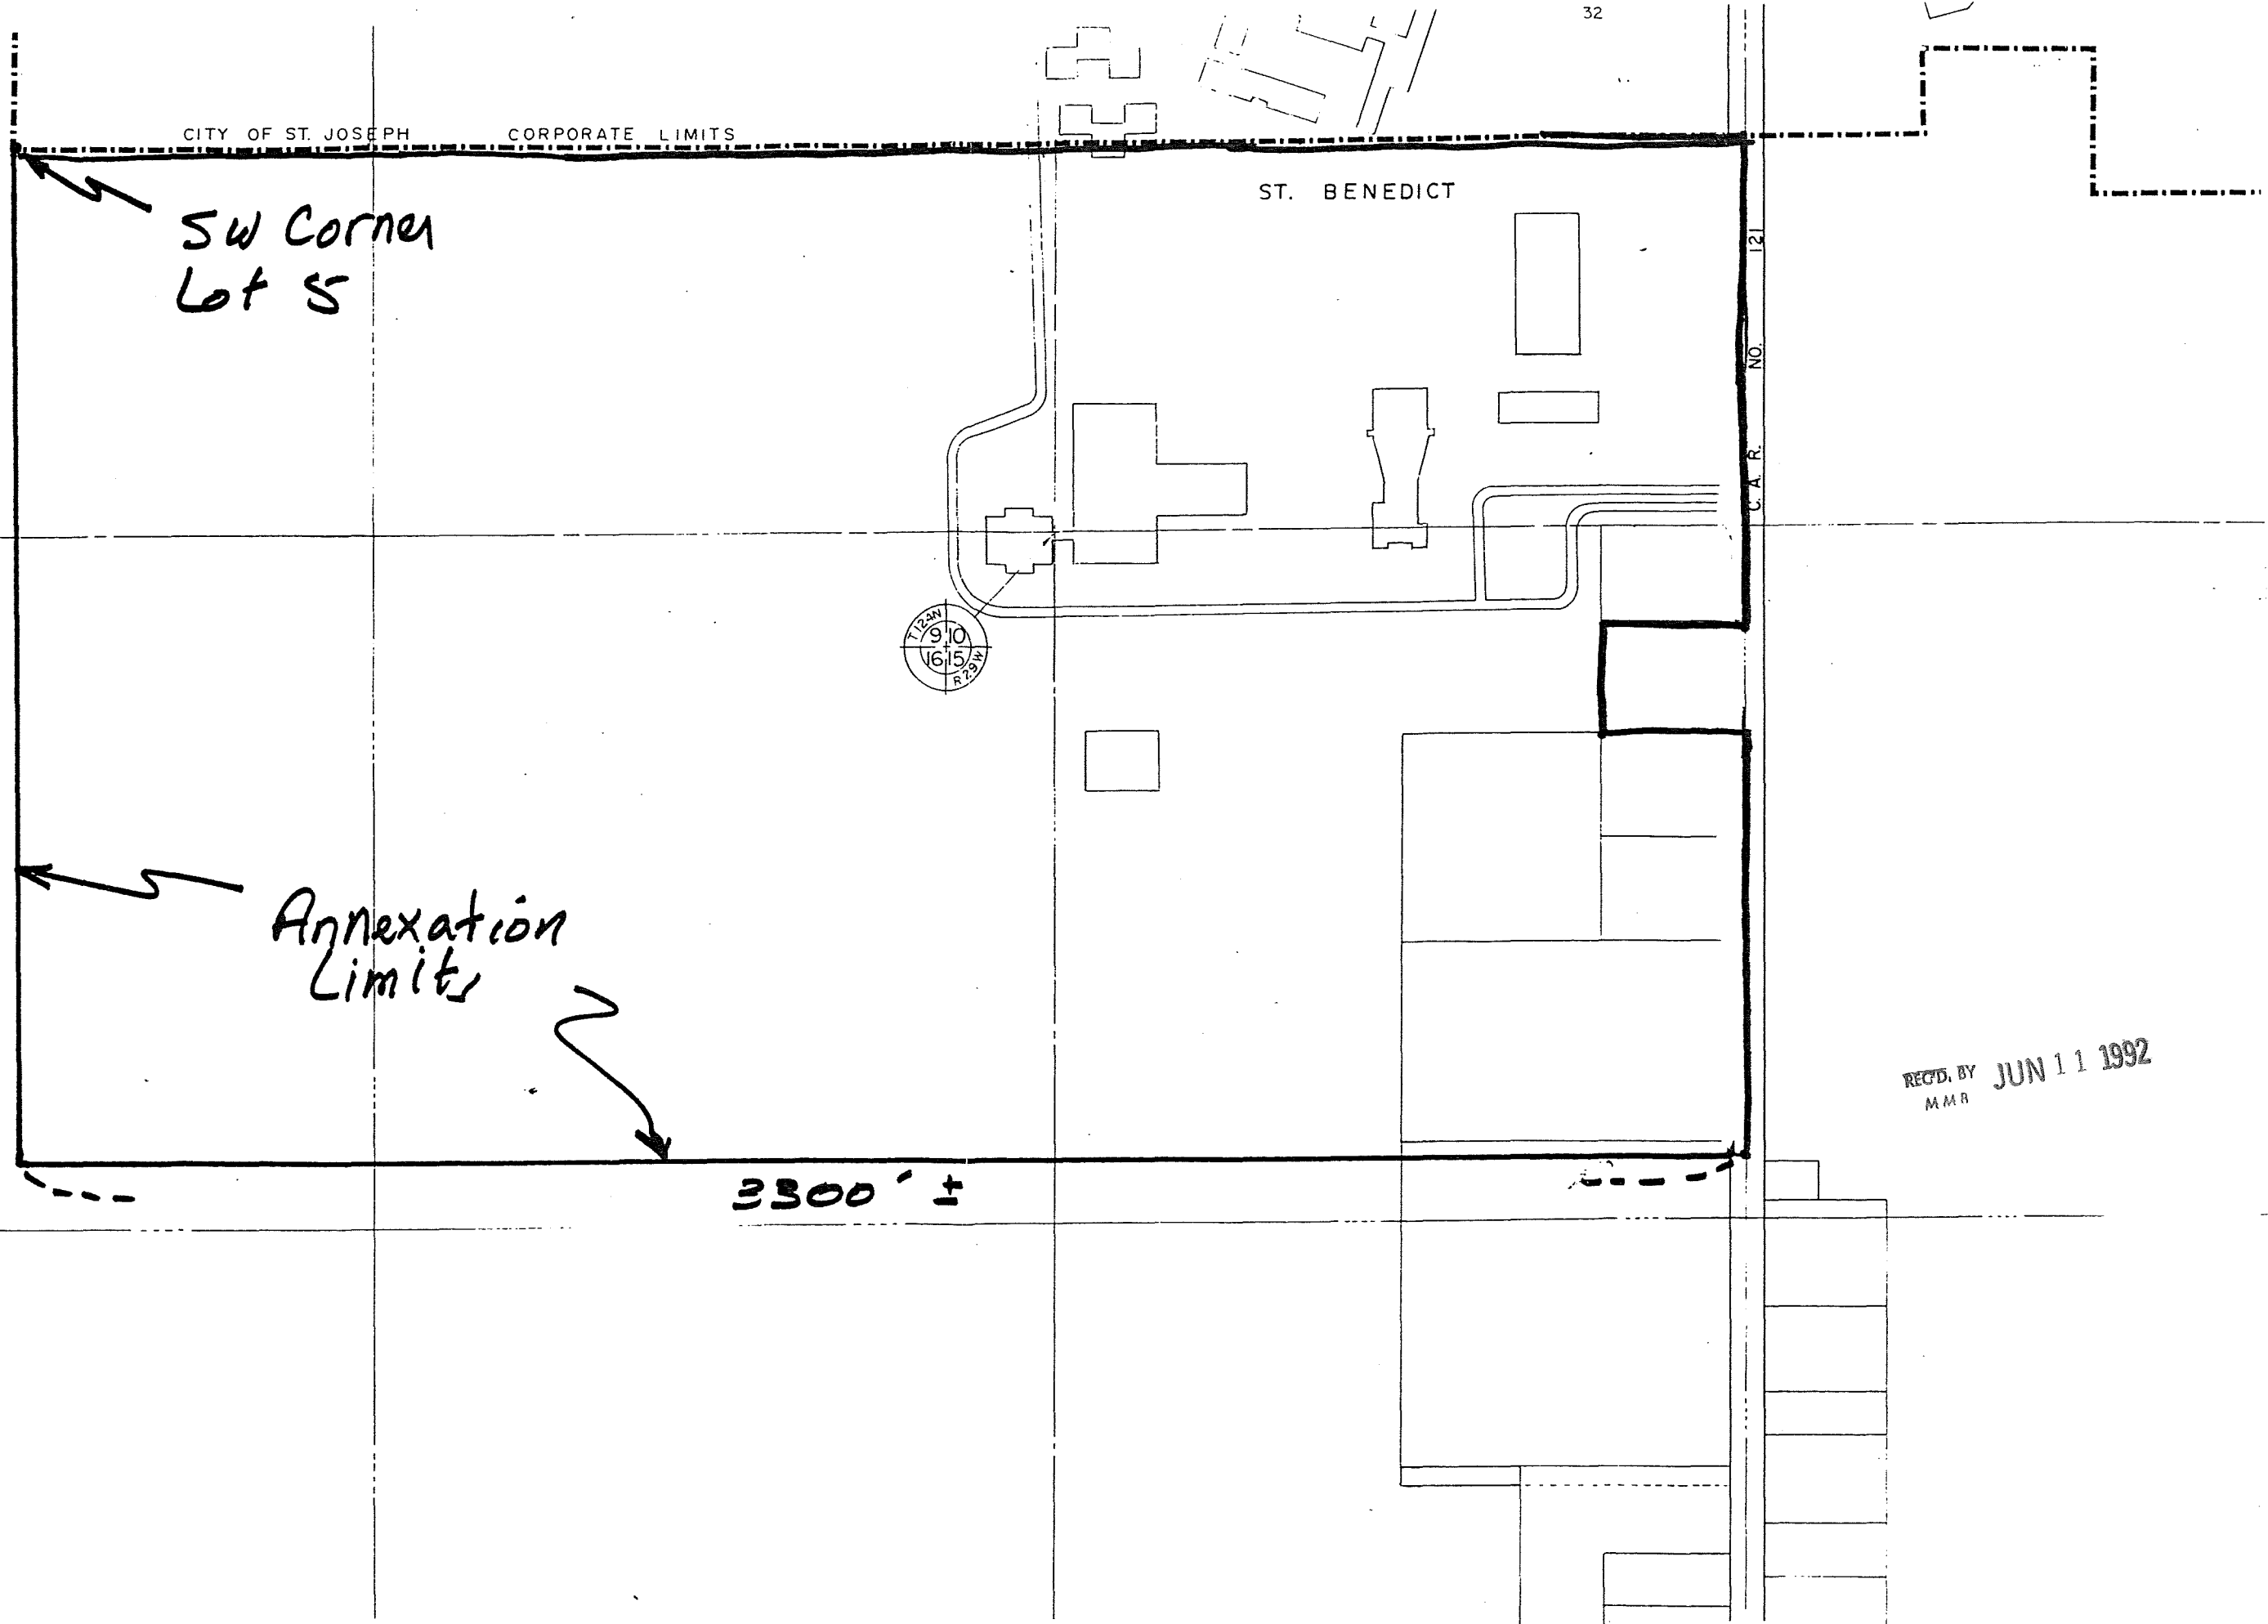 32
CITY OF ST. JOSEPH CORPORATE LIMITS
ST. BENEDICT
SW Corner
Lot 5
C. A. R. NO. 121
T124N
9 10
16 15
R29W
Annexation
Limits
REC'D. BY JUN 11 1992
MMB
3300' ±